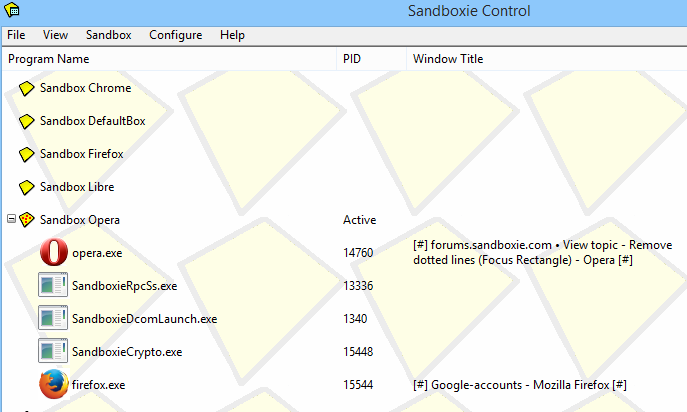 Sandboxie Control
File View Sandbox Configure Help
Program Name PID Window Title
Sandbox Chrome
Sandbox DefaultBox
Sandbox Firefox
Sandbox Libre
Sandbox Opera Active
opera.exe 14760 [#] forums.sandboxie.com • View topic - Remove
dotted lines (Focus Rectangle) - Opera [#]
SandboxieRpcSs.exe 13336
SandboxieDcomLaunch.exe 1340
SandboxieCrypto.exe 15448
firefox.exe 15544 [#] Google-accounts - Mozilla Firefox [#]